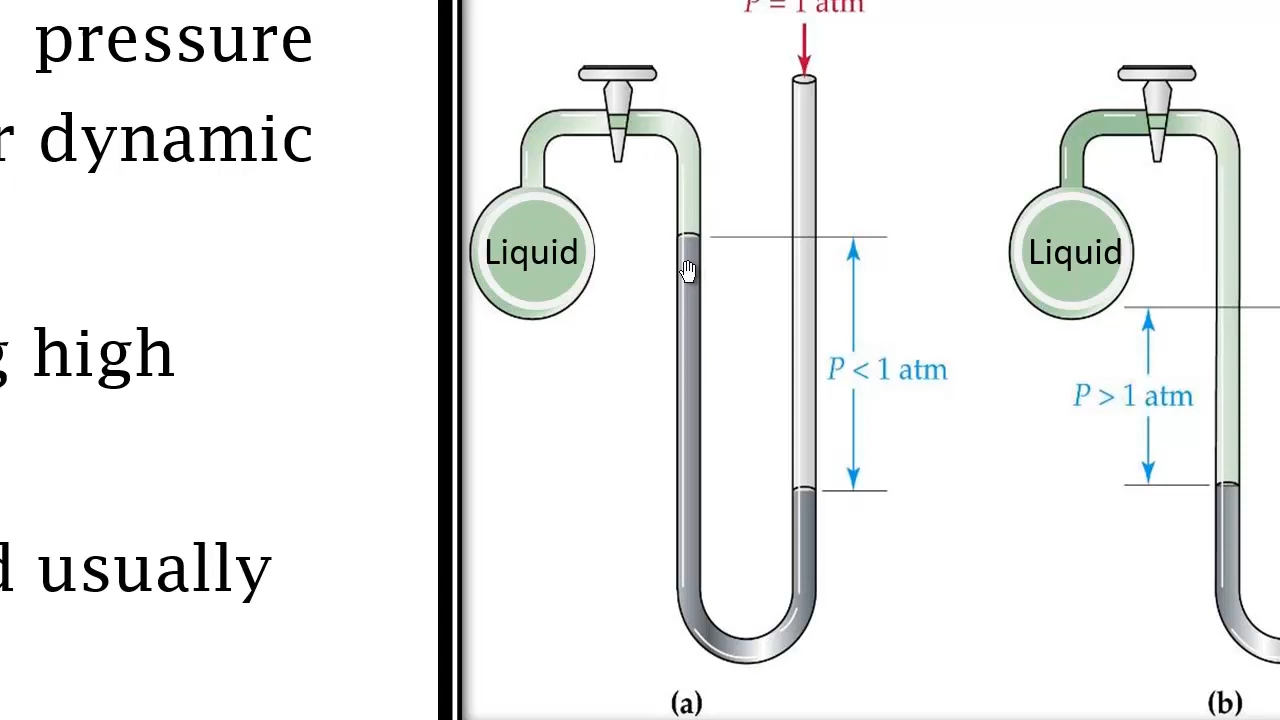 pressure
r dynamic
g high
d usually
P = 1 atm
Liquid
P < 1 atm
(a)
Liquid
P > 1 atm
(b)